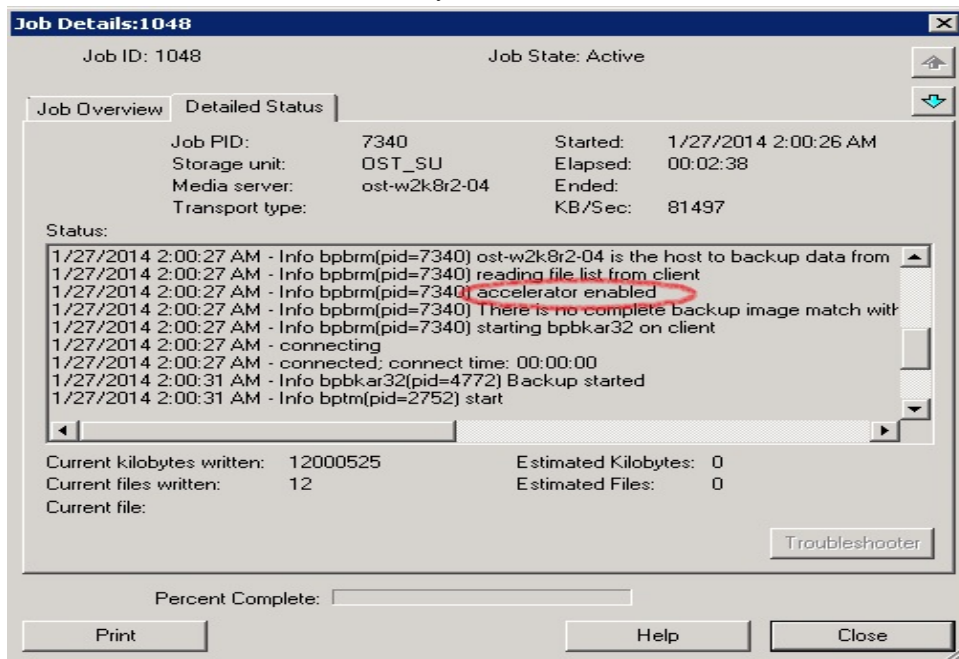 Job Details:1048
Job ID: 1048 Job State: Active
Job Overview Detailed Status
Job PID: 7340 Started: 1/27/2014 2:00:26 AM
Storage unit: OST_SU Elapsed: 00:02:38
Media server: ost-w2k8r2-04 Ended:
Transport type: KB/Sec: 81497
Status:
1/27/2014 2:00:27 AM - Info bpbrm(pid=7340) ost-w2k8r2-04 is the host to backup data from
1/27/2014 2:00:27 AM - Info bpbrm(pid=7340) reading file list from client
1/27/2014 2:00:27 AM - Info bpbrm(pid=7340) accelerator enabled
1/27/2014 2:00:27 AM - Info bpbrm(pid=7340) There is no complete backup image match with
1/27/2014 2:00:27 AM - Info bpbrm(pid=7340) starting bpbkar32 on client
1/27/2014 2:00:27 AM - connecting
1/27/2014 2:00:27 AM - connected; connect time: 00:00:00
1/27/2014 2:00:31 AM - Info bpbkar32(pid=4772) Backup started
1/27/2014 2:00:31 AM - Info bptm(pid=2752) start
Current kilobytes written: 12000525 Estimated Kilobytes: 0
Current files written: 12 Estimated Files: 0
Current file:
Troubleshooter
Percent Complete:
Print Help Close